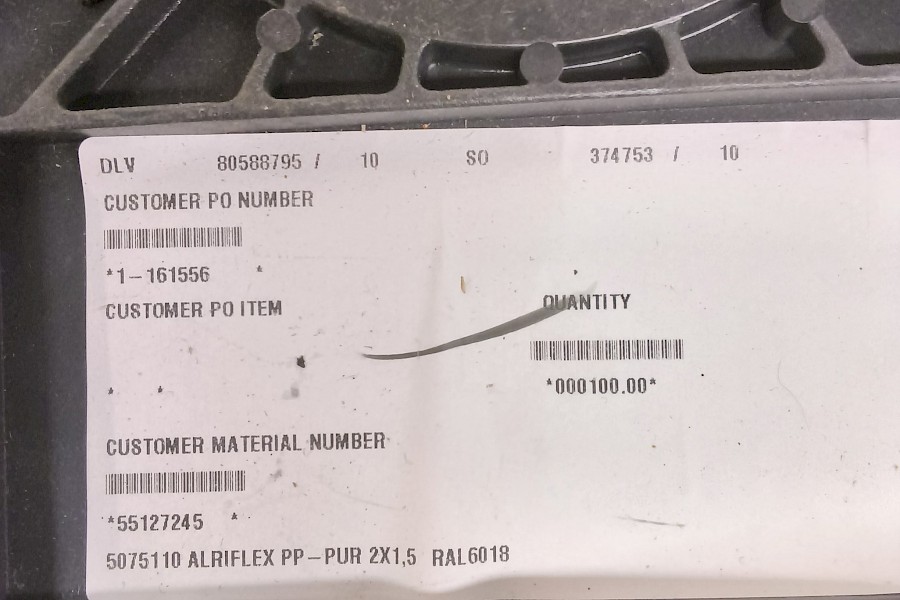 DLV 80588795 / 10 SO 374753 / 10
CUSTOMER PO NUMBER
*1-161556 *
CUSTOMER PO ITEM QUANTITY
* * *000100.00*
CUSTOMER MATERIAL NUMBER
*55127245 *
5075110 ALRIFLEX PP-PUR 2X1,5 RAL6018